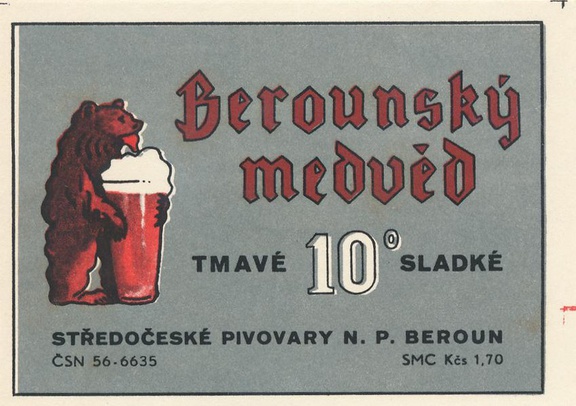 Berounský
medvěd
TMAVÉ 10° SLADKÉ
STŘEDOČESKÉ PIVOVARY N. P. BEROUN
ČSN 56-6635 SMC Kčs 1,70